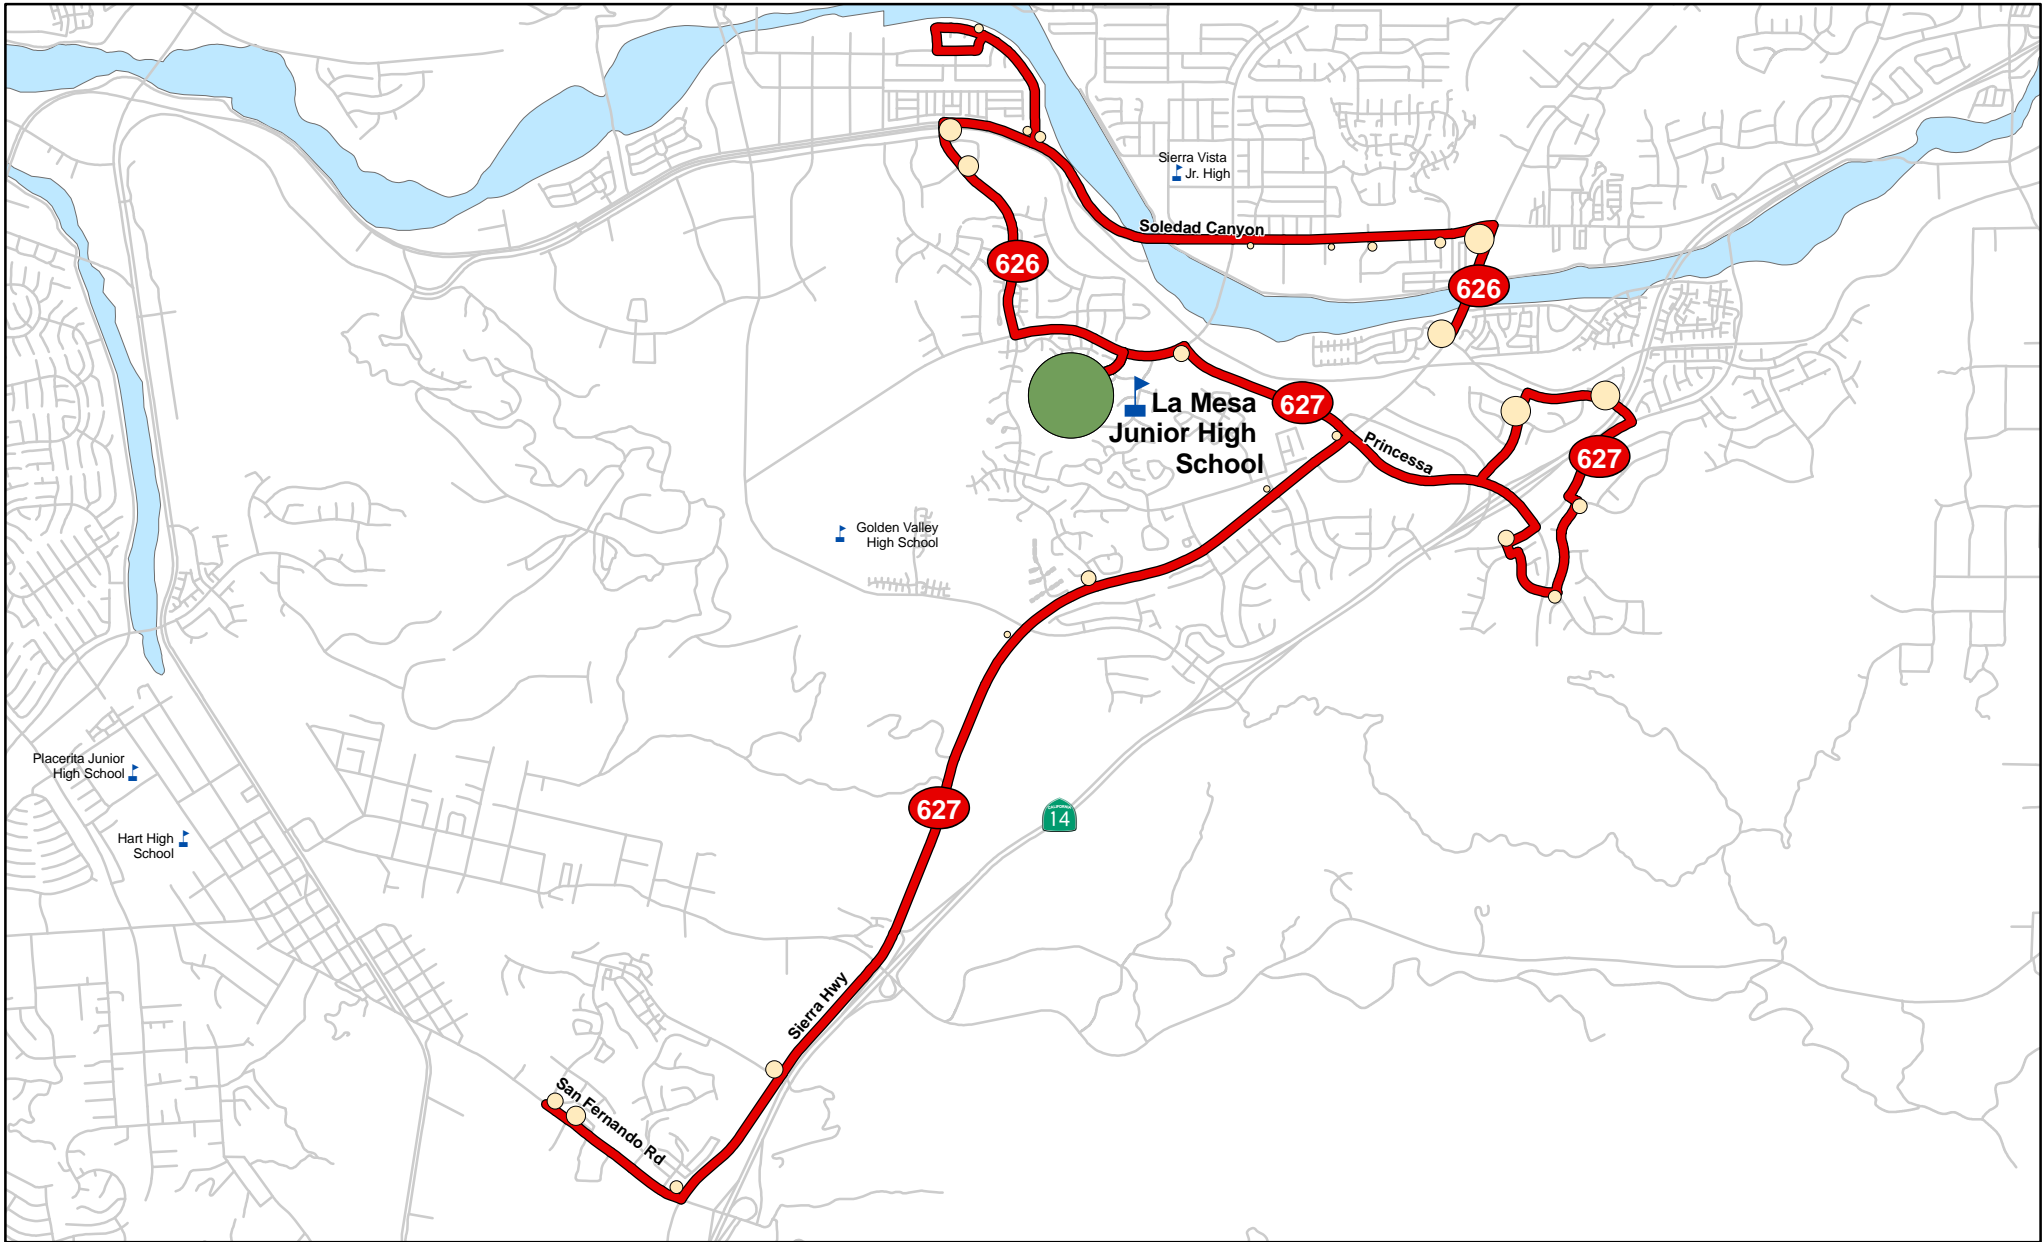 Sierra Vista
Jr. High
Soledad Canyon
626
626
La Mesa
Junior High
School
627
Princessa
627
Golden Valley
High School
Placerita Junior
High School
627
CALIFORNIA
14
Hart High
School
Sierra Hwy
San Fernando Rd